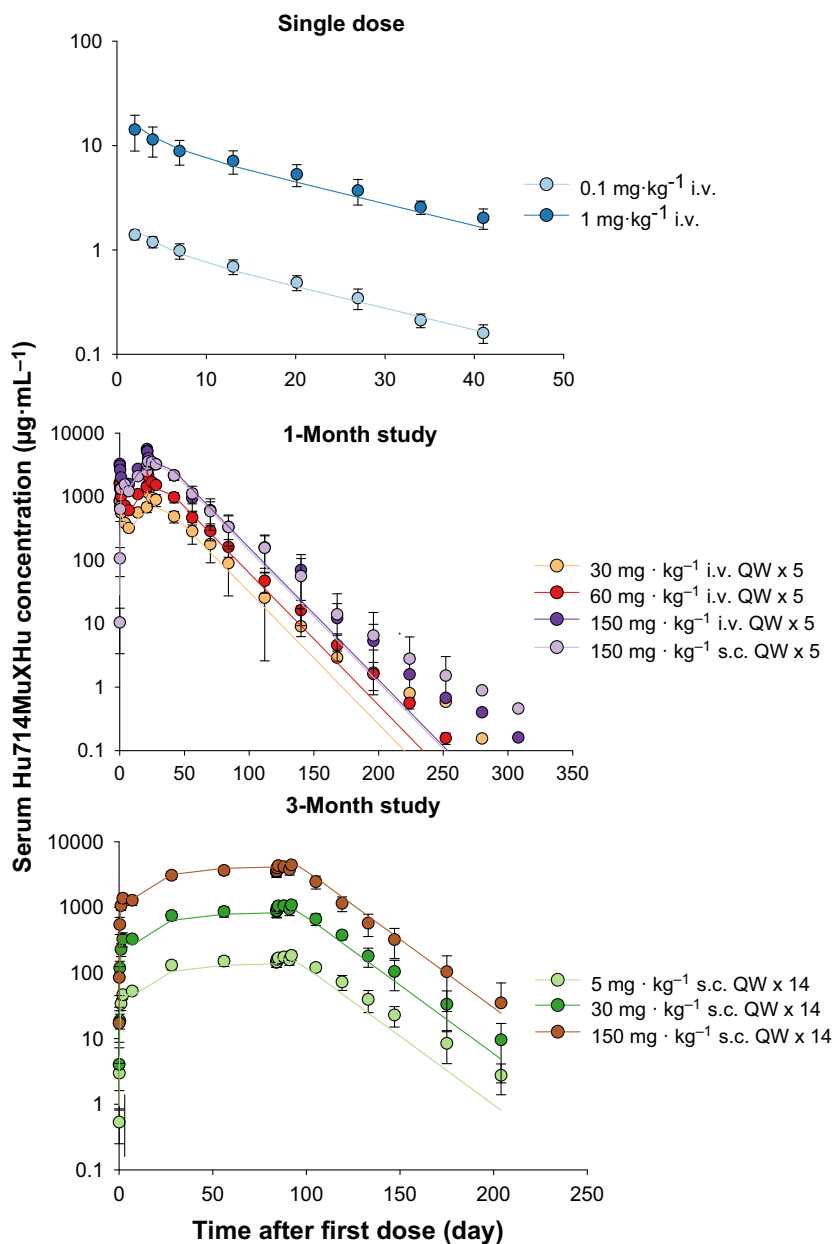 Single dose
100
10
1
0.1
0 10 20 30 40 50
0.1 mg·kg⁻¹ i.v.
1 mg·kg⁻¹ i.v.
Serum Hu714MuXHu concentration (µg·mL⁻¹)
1-Month study
10000
1000
100
10
1
0.1
0 50 100 150 200 250 300 350
30 mg · kg⁻¹ i.v. QW x 5
60 mg · kg⁻¹ i.v. QW x 5
150 mg · kg⁻¹ i.v. QW x 5
150 mg · kg⁻¹ s.c. QW x 5
3-Month study
10000
1000
100
10
1
0.1
0 50 100 150 200 250
5 mg · kg⁻¹ s.c. QW x 14
30 mg · kg⁻¹ s.c. QW x 14
150 mg · kg⁻¹ s.c. QW x 14
Time after first dose (day)